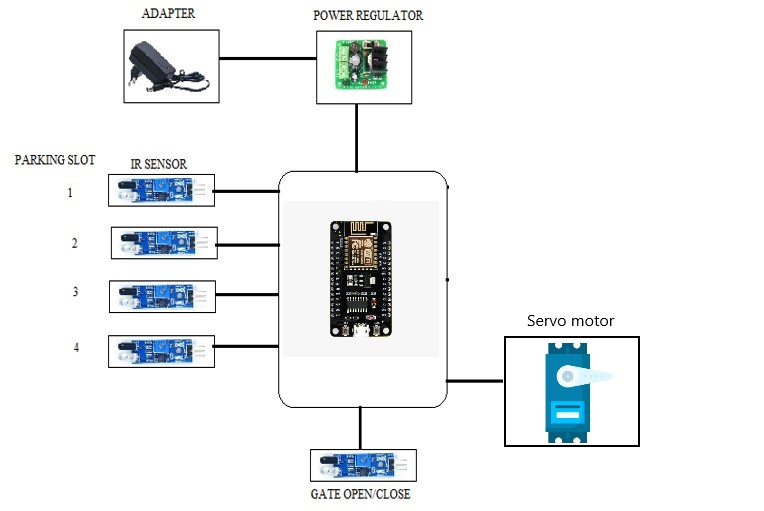 ADAPTER
POWER REGULATOR
PARKING SLOT
IR SENSOR
1
2
3
4
Servo motor
GATE OPEN/CLOSE